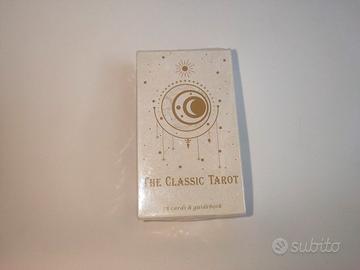 THE CLASSIC TAROT
78 cards & guidebook
subito